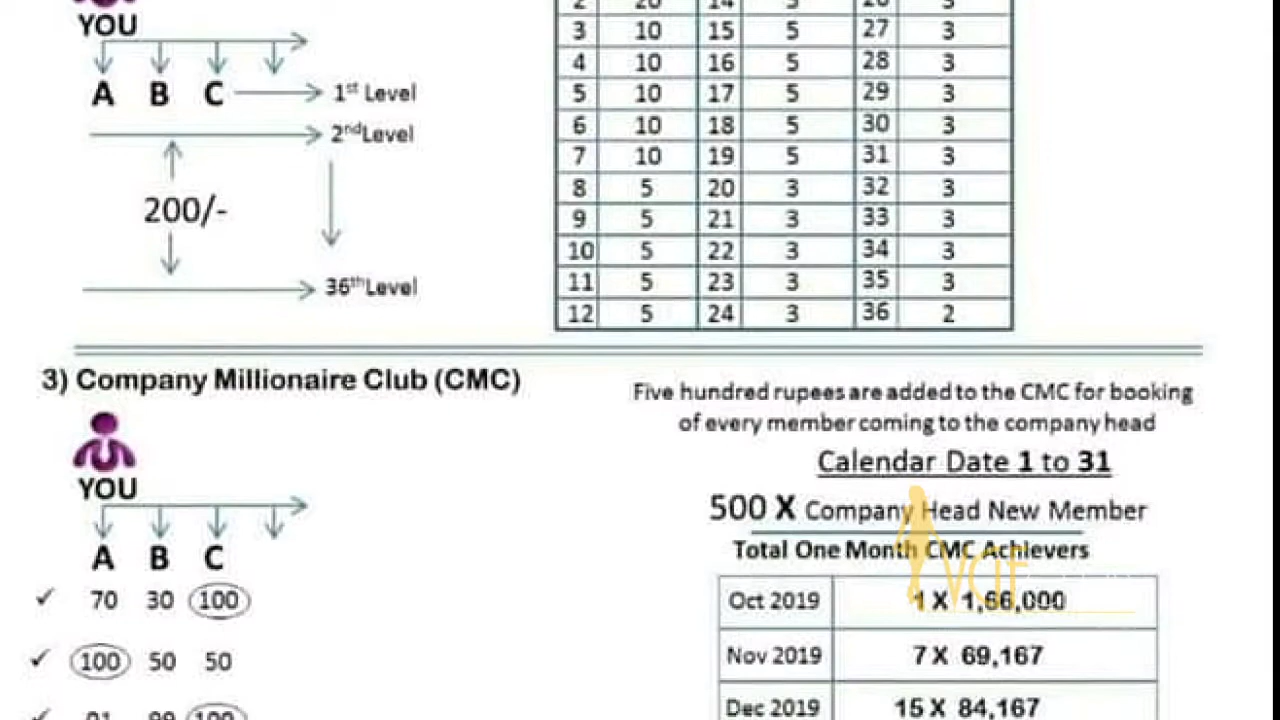 YOU
A B C
1st Level
2nd Level
200/-
36th Level
3 10 15 5 27 3
4 10 16 5 28 3
5 10 17 5 29 3
6 10 18 5 30 3
7 10 19 5 31 3
8 5 20 3 32 3
9 5 21 3 33 3
10 5 22 3 34 3
11 5 23 3 35 3
12 5 24 3 36 2
3) Company Millionaire Club (CMC)
YOU
A B C
✓ 70 30 100
✓ 100 50 50
Five hundred rupees are added to the CMC for booking
of every member coming to the company head
Calendar Date 1 to 31
500 X Company Head New Member
Total One Month CMC Achievers
Oct 2019 1 X 1,66,000
Nov 2019 7 X 69,167
Dec 2019 15 X 84,167